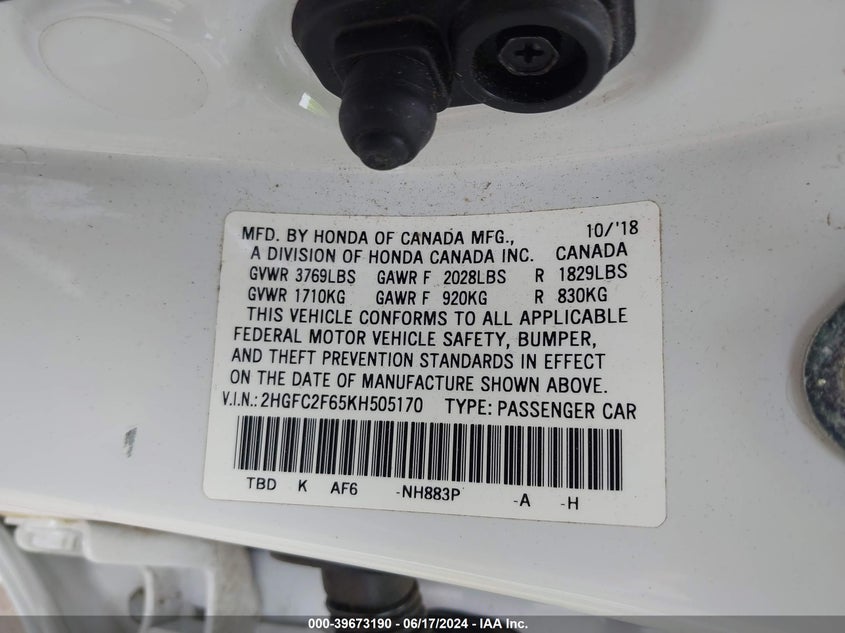 MFD. BY HONDA OF CANADA MFG., 10/'18
A DIVISION OF HONDA CANADA INC. CANADA
GVWR 3769LBS GAWR F 2028LBS R 1829LBS
GVWR 1710KG GAWR F 920KG R 830KG
THIS VEHICLE CONFORMS TO ALL APPLICABLE
FEDERAL MOTOR VEHICLE SAFETY, BUMPER,
AND THEFT PREVENTION STANDARDS IN EFFECT
ON THE DATE OF MANUFACTURE SHOWN ABOVE.
V.I.N.: 2HGFC2F65KH505170 TYPE: PASSENGER CAR
TBD K AF6 -NH883P -A -H
000-39673190 - 06/17/2024 - IAA Inc.